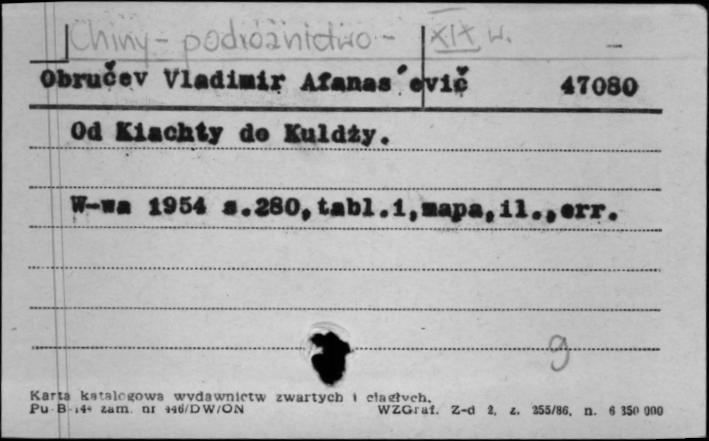 Chiny - podróżnictwo - XIX w.
Obručev Vladimir Afanas'evič 47080
Od Kiachty do Kuldży.
W-wa 1954 s.280,tabl.1,mapa,il.,err.
g
Karta katalogowa wydawnictw zwartych i ciągłych.
Pu-B-144 zam. nr 446/DW/ON WZGraf. Z-d 2, z. 255/86, n. 6 350 000